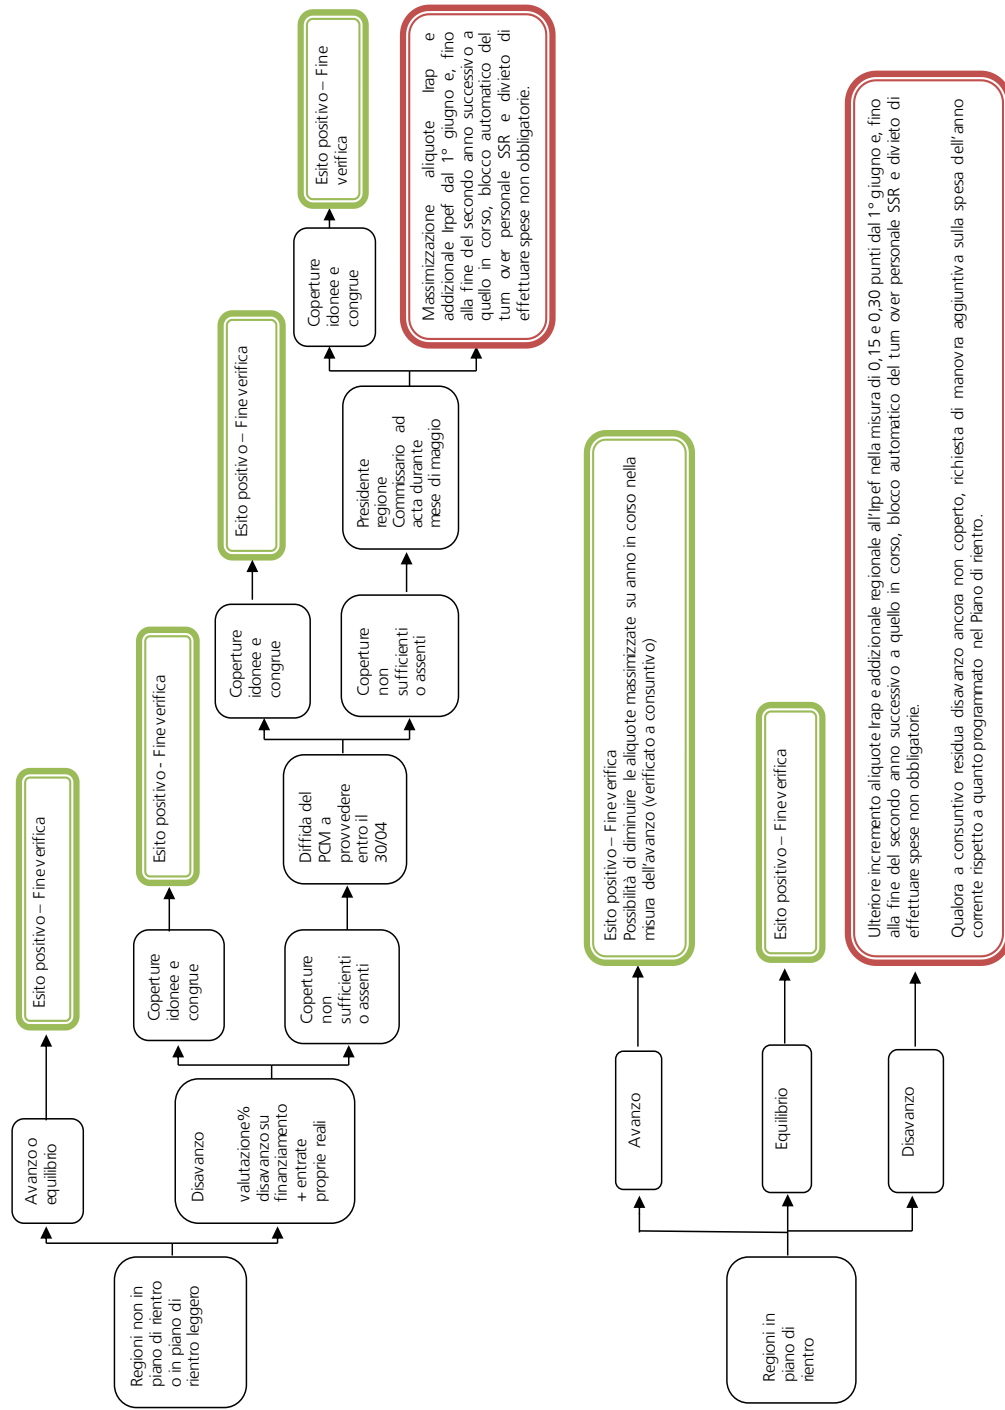 Regioni non in
piano di rientro
o in piano di
rientro leggero
Avanzo o
equilibrio
Esito positivo – Fine verifica
Disavanzo
valutazione%
disavanzo su
finanziamento
+ entrate
proprie reali
Coperture
idonee e
congrue
Esito positivo - Fine verifica
Coperture
non
sufficienti
o assenti
Diffida del
PCM a
provvedere
entro il
30/04
Coperture
idonee e
congrue
Esito positivo – Fine verifica
Coperture
non
sufficienti
o assenti
Presidente
regione
Commissario ad
acta durante
mese di maggio
Coperture
idonee e
congrue
Esito positivo – Fine
verifica
Massimizzazione aliquote Irap e
addizionale Irpef dal 1° giugno e, fino
alla fine del secondo anno successivo a
quello in corso, blocco automatico del
turn over personale SSR e divieto di
effettuare spese non obbligatorie.
Regioni in
piano di
rientro
Avanzo
Esito positivo – Fine verifica
Possibilità di diminuire le aliquote massimizzate su anno in corso nella
misura dell'avanzo (verificato a consuntivo)
Equilibrio
Esito positivo – Fine verifica
Disavanzo
Ulteriore incremento aliquote Irap e addizionale regionale all'Irpef nella misura di 0,15 e 0,30 punti dal 1° giugno e, fino
alla fine del secondo anno successivo a quello in corso, blocco automatico del turn over personale SSR e divieto di
effettuare spese non obbligatorie.
Qualora a consuntivo residua disavanzo ancora non coperto, richiesta di manovra aggiuntiva sulla spesa dell'anno
corrente rispetto a quanto programmato nel Piano di rientro.